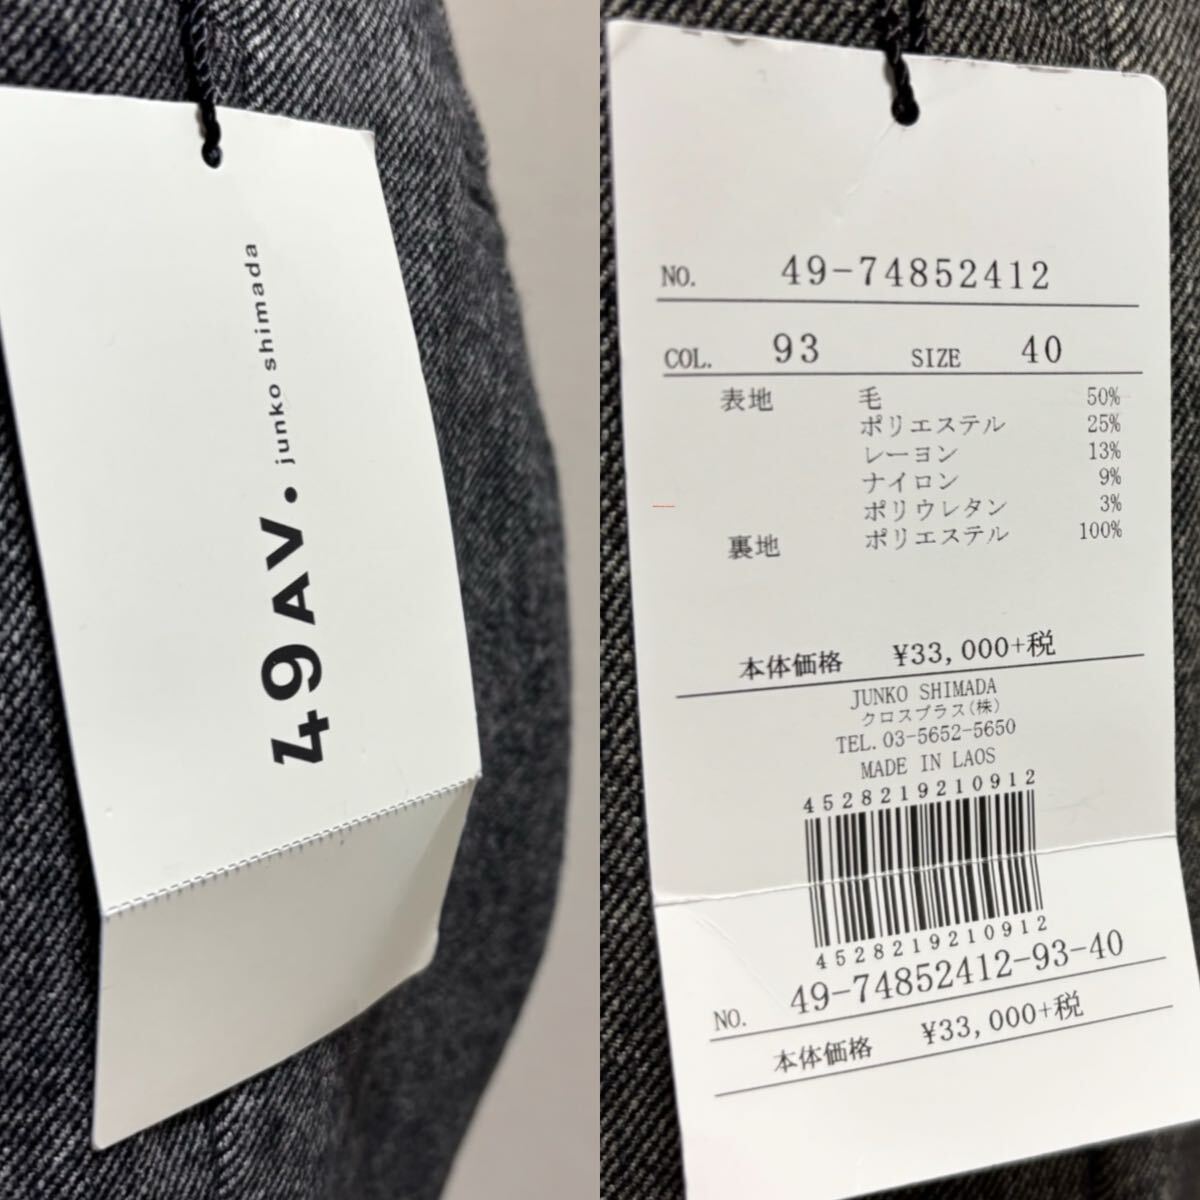 49AV. junko shimada
NO. 49-74852412
COL. 93 SIZE 40
表地 毛 50%
ポリエステル 25%
レーヨン 13%
ナイロン 9%
ポリウレタン 3%
裏地 ポリエステル 100%
本体価格 ¥33,000+税
JUNKO SHIMADA
クロスプラス(株)
TEL. 03-5652-5650
MADE IN LAOS
4528219210912
4528219210912
NO. 49-74852412-93-40
本体価格 ¥33,000+税